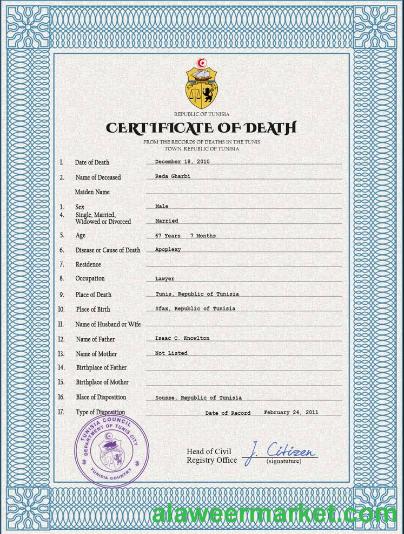 REPUBLIC OF TUNISIA
CERTIFICATE OF DEATH
FROM THE RECORDS OF DEATHS IN THE TUNIS
TOWN, REPUBLIC OF TUNISIA
1. Date of Death December 18, 2010
2. Name of Deceased Reda Gharbi
Maiden Name
3. Sex Male
4. Single, Married,
Widowed or Divorced Married
5. Age 67 Years 7 Months
6. Disease or Cause of Death Apoplexy
7. Residence
8. Occupation Lawyer
9. Place of Death Tunis, Republic of Tunisia
10. Place of Birth Sfax, Republic of Tunisia
11. Name of Husband or Wife
12. Name of Father Isaac C. Knowlton
13. Name of Mother Not Listed
14. Birthplace of Father
15. Birthplace of Mother
16. Place of Disposition Sousse, Republic of Tunisia
17. Type of Disposition Date of Record February 24, 2011
TUNISIA COUNCIL
DEPARTMENT OF TUNIS CITY
TUNISIA COUNTRY
Head of Civil
Registry Office J. Citizen
(signature)
alaweermarket.com